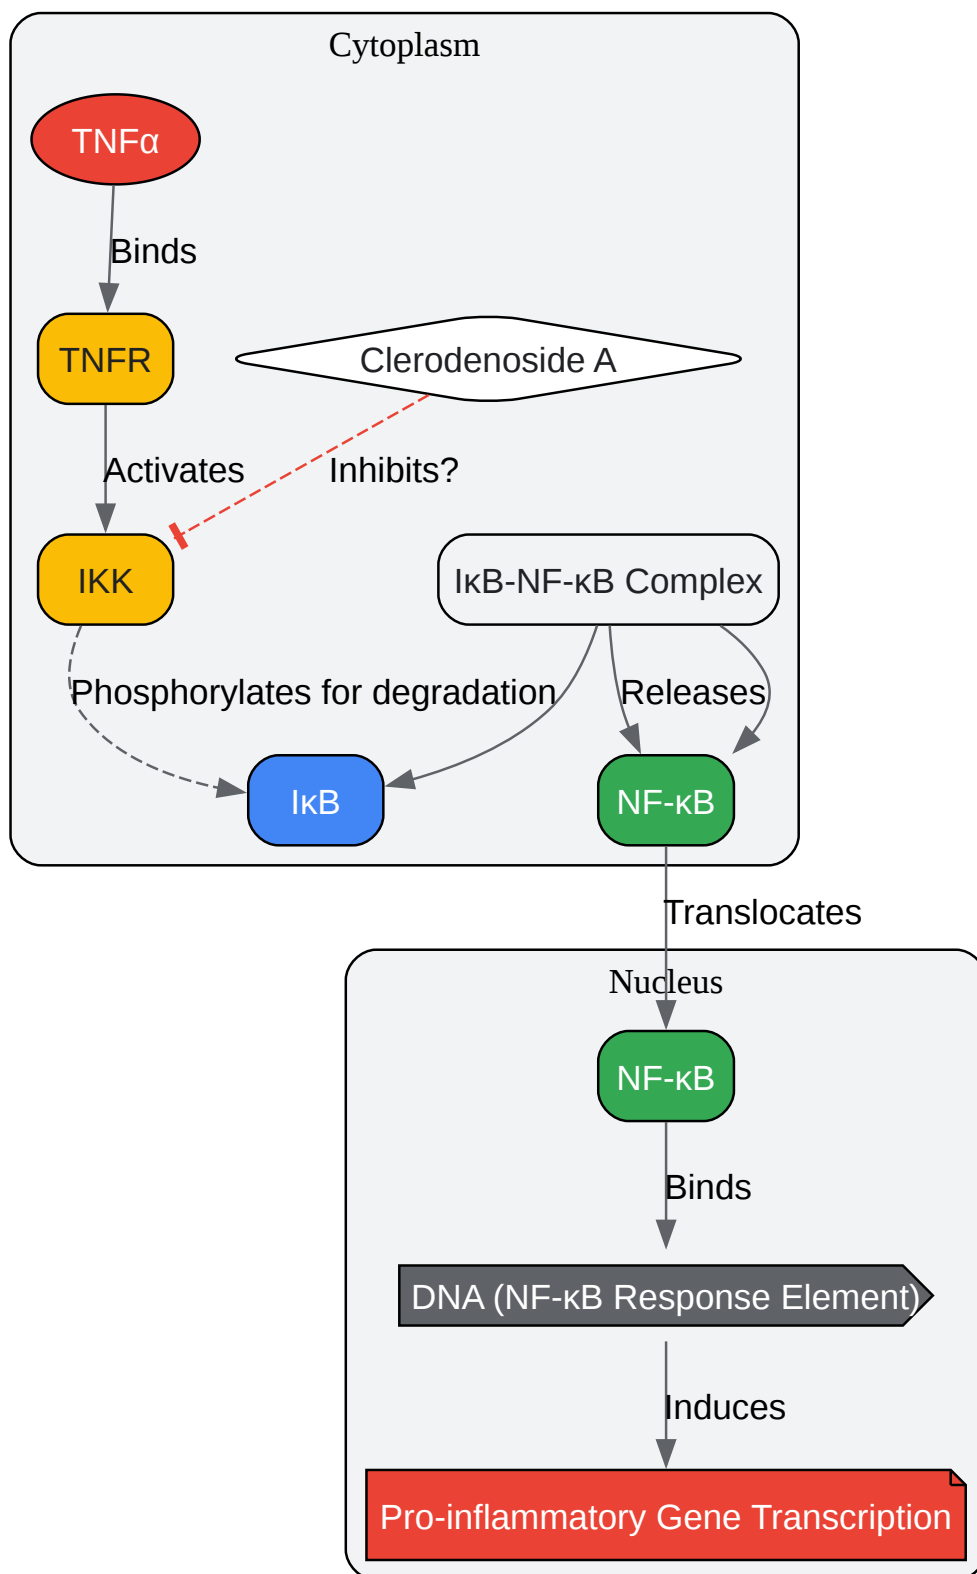 Cytoplasm
TNFα
Binds
TNFR
Clerodenoside A
Activates
Inhibits?
IKK
IκB-NF-κB Complex
Phosphorylates for degradation
Releases
IκB
NF-κB
Translocates
Nucleus
NF-κB
Binds
DNA (NF-κB Response Element)
Induces
Pro-inflammatory Gene Transcription